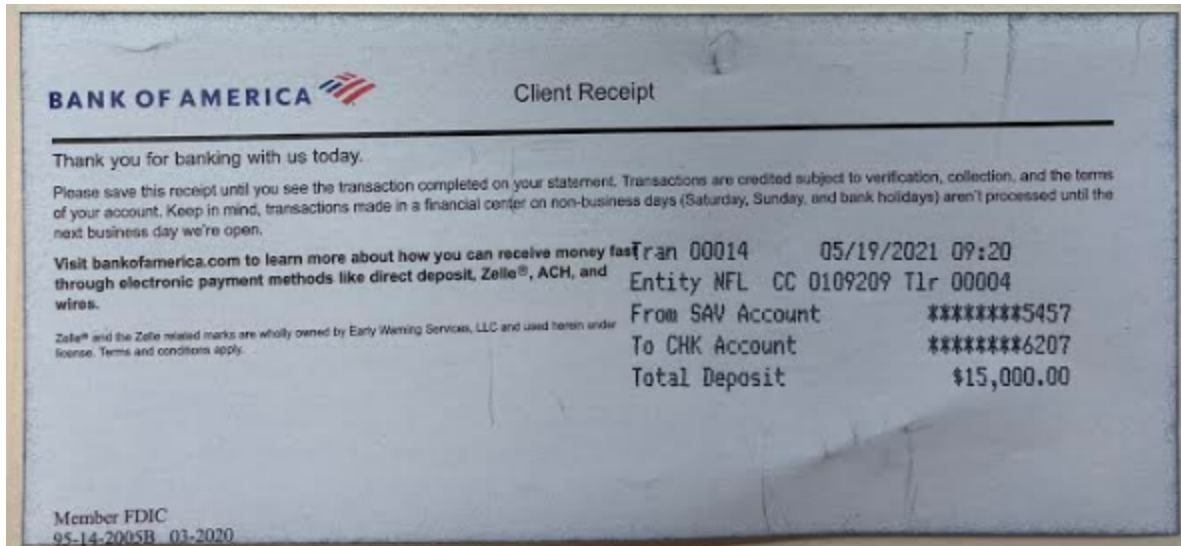 BANK OF AMERICA
Client Receipt
Thank you for banking with us today.
Please save this receipt until you see the transaction completed on your statement. Transactions are credited subject to verification, collection, and the terms
of your account. Keep in mind, transactions made in a financial center on non-business days (Saturday, Sunday, and bank holidays) aren't processed until the
next business day we're open.
Visit bankofamerica.com to learn more about how you can receive money fast
through electronic payment methods like direct deposit, Zelle®, ACH, and
wires.
Zelle® and the Zelle related marks are wholly owned by Early Warning Services, LLC and used herein under
license. Terms and conditions apply.
Tran 00014 05/19/2021 09:20
Entity NFL CC 0109209 Tlr 00004
From SAV Account ********5457
To CHK Account ********6207
Total Deposit $15,000.00
Member FDIC
95-14-2005B 03-2020